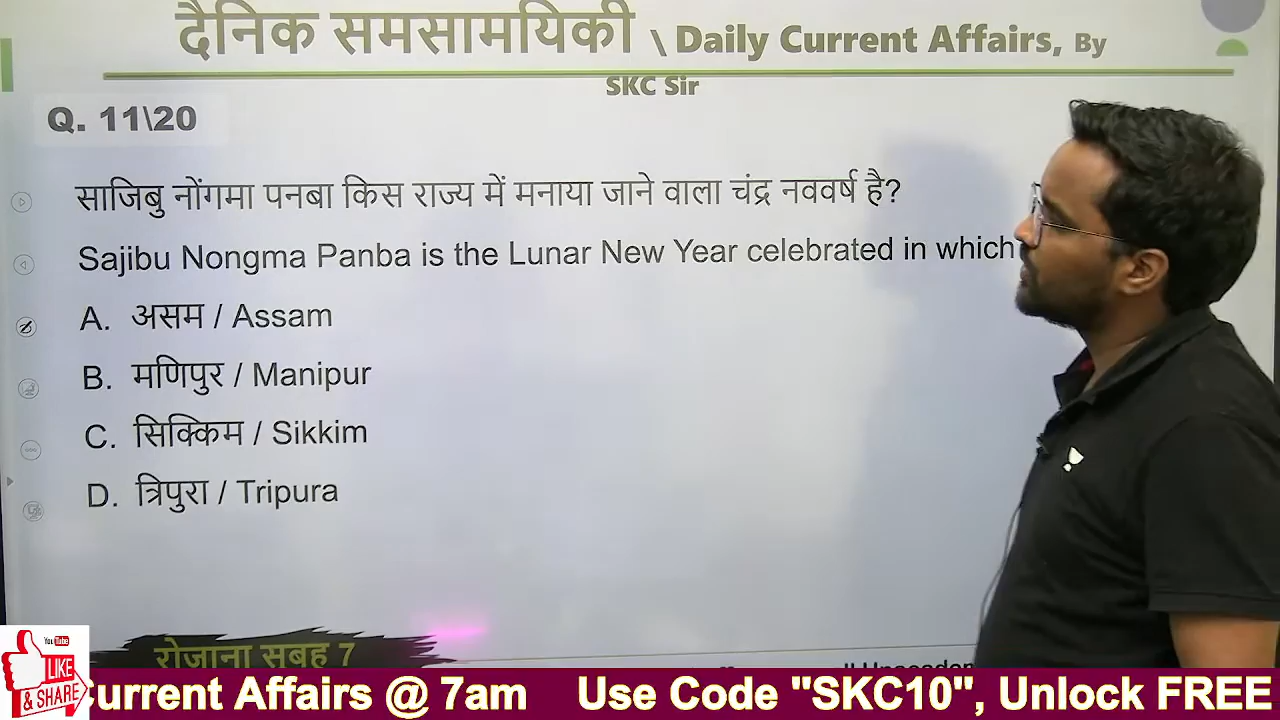 दैनिक समसामयिकी \ Daily Current Affairs, By
SKC Sir
Q. 11\20
साजिबु नोंगमा पनबा किस राज्य में मनाया जाने वाला चंद्र नववर्ष है?
Sajibu Nongma Panba is the Lunar New Year celebrated in which
A. असम / Assam
B. मणिपुर / Manipur
C. सिक्किम / Sikkim
D. त्रिपुरा / Tripura
रोजाना सुबह 7
YouTube
LIKE
& SHARE
urrent Affairs @ 7am Use Code "SKC10", Unlock FREE